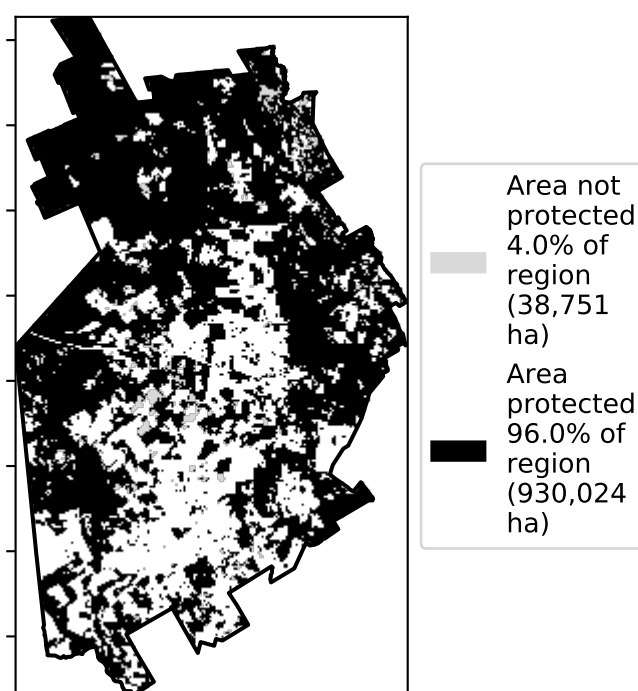 Area not
protected
4.0% of
region
(38,751
ha)
Area
protected
96.0% of
region
(930,024
ha)